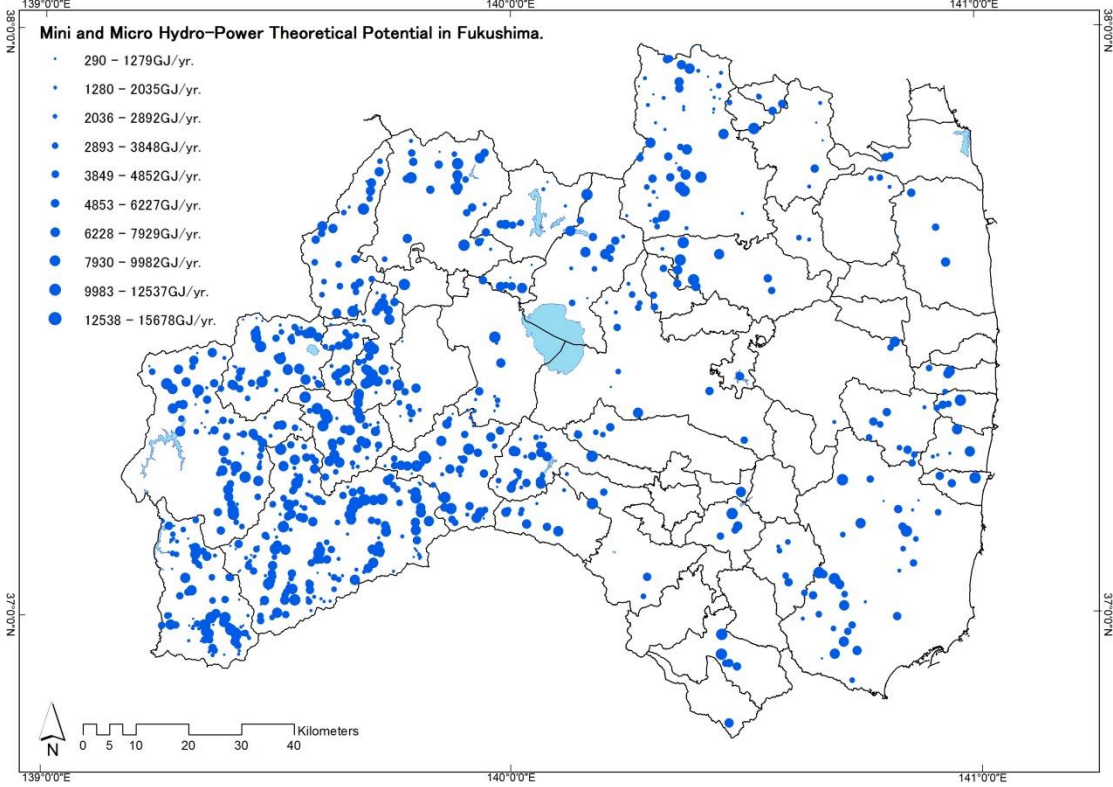 139°0'0"E 140°0'0"E 141°0'0"E
38°0'0"N 38°0'0"N
Mini and Micro Hydro-Power Theoretical Potential in Fukushima.
290 - 1279GJ/yr.
1280 - 2035GJ/yr.
2036 - 2892GJ/yr.
2893 - 3848GJ/yr.
3849 - 4852GJ/yr.
4853 - 6227GJ/yr.
6228 - 7929GJ/yr.
7930 - 9982GJ/yr.
9983 - 12537GJ/yr.
12538 - 15678GJ/yr.
37°0'0"N 37°0'0"N
Kilometers
N 0 5 10 20 30 40
139°0'0"E 140°0'0"E 141°0'0"E